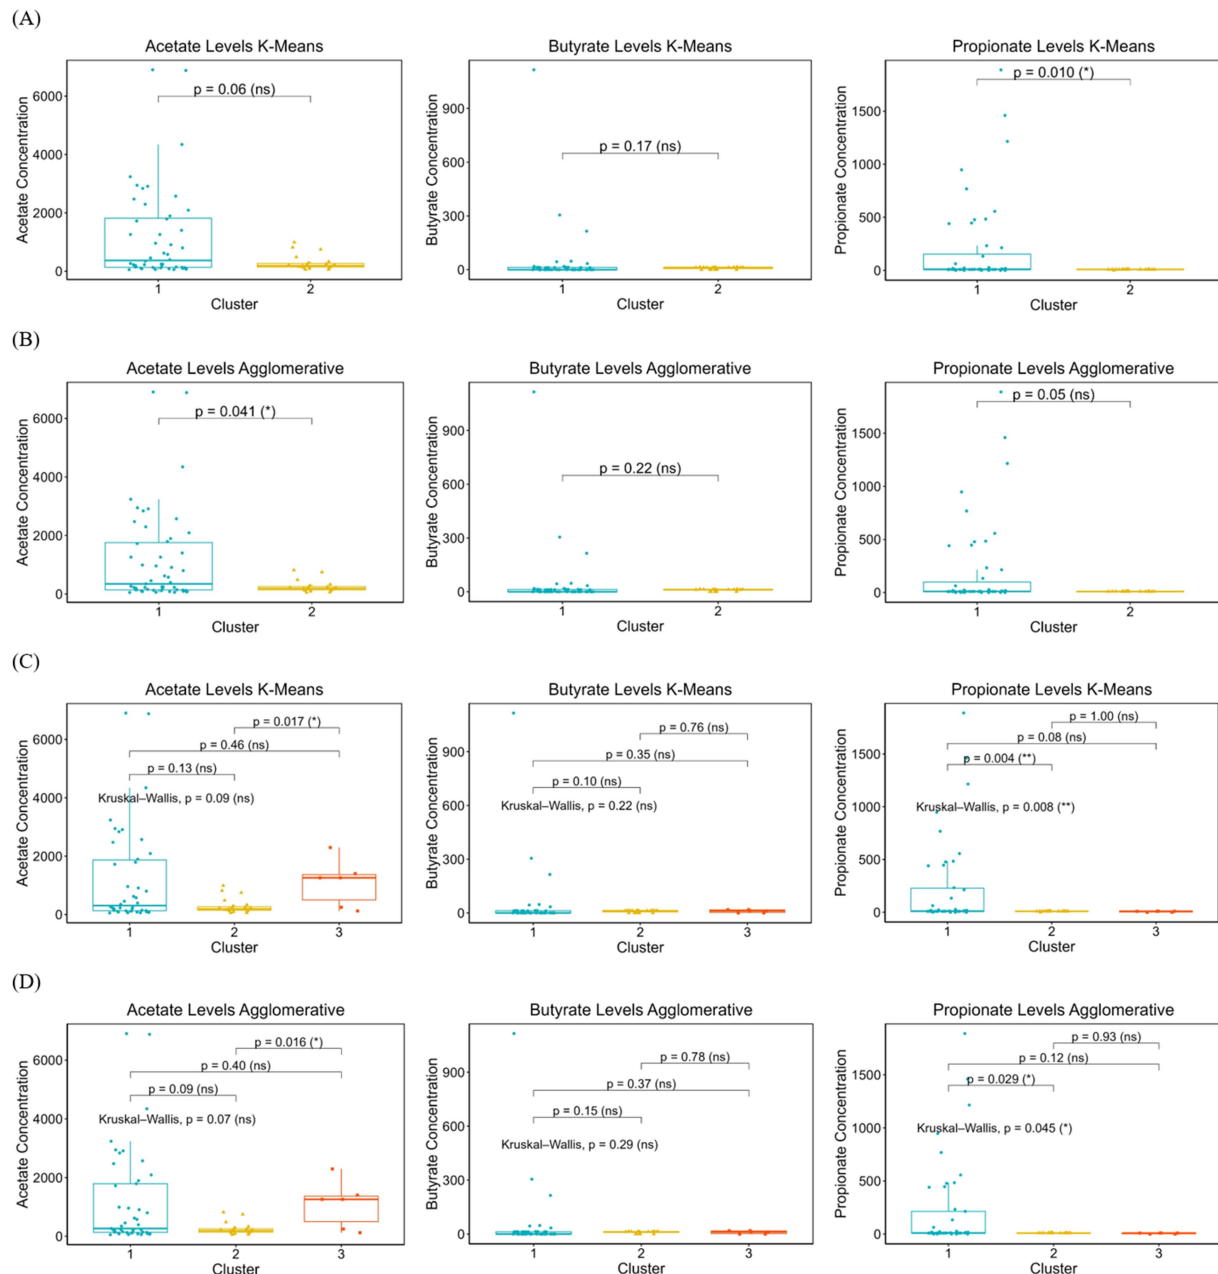 (A)
Acetate Levels K-Means
Acetate Concentration
6000
4000
2000
0
p = 0.06 (ns)
1
2
Cluster
Butyrate Levels K-Means
Butyrate Concentration
900
600
300
0
p = 0.17 (ns)
1
2
Cluster
Propionate Levels K-Means
Propionate Concentration
1500
1000
500
0
p = 0.010 (*)
1
2
Cluster
(B)
Acetate Levels Agglomerative
Acetate Concentration
6000
4000
2000
0
p = 0.041 (*)
1
2
Cluster
Butyrate Levels Agglomerative
Butyrate Concentration
900
600
300
0
p = 0.22 (ns)
1
2
Cluster
Propionate Levels Agglomerative
Propionate Concentration
1500
1000
500
0
p = 0.05 (ns)
1
2
Cluster
(C)
Acetate Levels K-Means
Acetate Concentration
6000
4000
2000
0
p = 0.017 (*)
p = 0.46 (ns)
p = 0.13 (ns)
Kruskal–Wallis, p = 0.09 (ns)
1
2
3
Cluster
Butyrate Levels K-Means
Butyrate Concentration
900
600
300
0
p = 0.76 (ns)
p = 0.35 (ns)
p = 0.10 (ns)
Kruskal–Wallis, p = 0.22 (ns)
1
2
3
Cluster
Propionate Levels K-Means
Propionate Concentration
1500
1000
500
0
p = 1.00 (ns)
p = 0.08 (ns)
p = 0.004 (**)
Kruskal–Wallis, p = 0.008 (**)
1
2
3
Cluster
(D)
Acetate Levels Agglomerative
Acetate Concentration
6000
4000
2000
0
p = 0.016 (*)
p = 0.40 (ns)
p = 0.09 (ns)
Kruskal–Wallis, p = 0.07 (ns)
1
2
3
Cluster
Butyrate Levels Agglomerative
Butyrate Concentration
900
600
300
0
p = 0.78 (ns)
p = 0.37 (ns)
p = 0.15 (ns)
Kruskal–Wallis, p = 0.29 (ns)
1
2
3
Cluster
Propionate Levels Agglomerative
Propionate Concentration
1500
1000
500
0
p = 0.93 (ns)
p = 0.12 (ns)
p = 0.029 (*)
Kruskal–Wallis, p = 0.045 (*)
1
2
3
Cluster